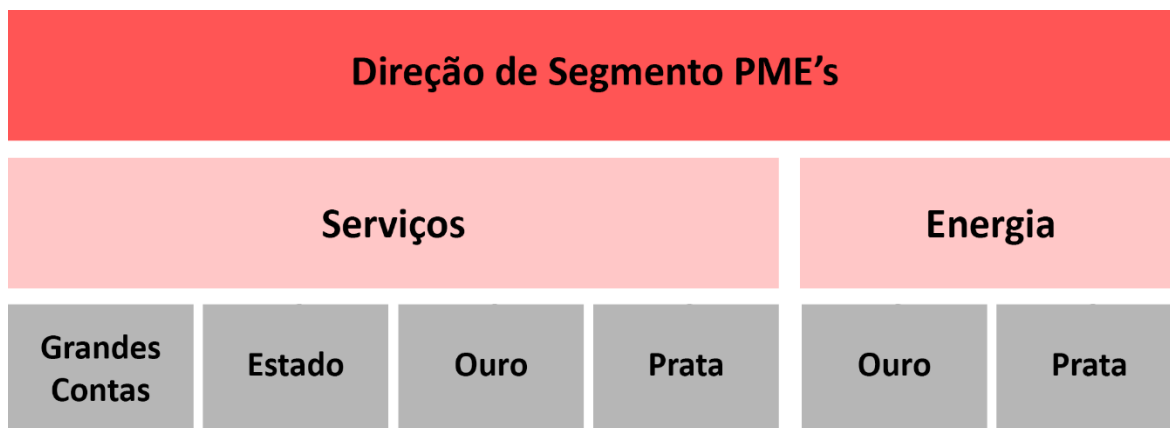 Direção de Segmento PME’s
Serviços
Energia
Grandes
Contas
Estado
Ouro
Prata
Ouro
Prata